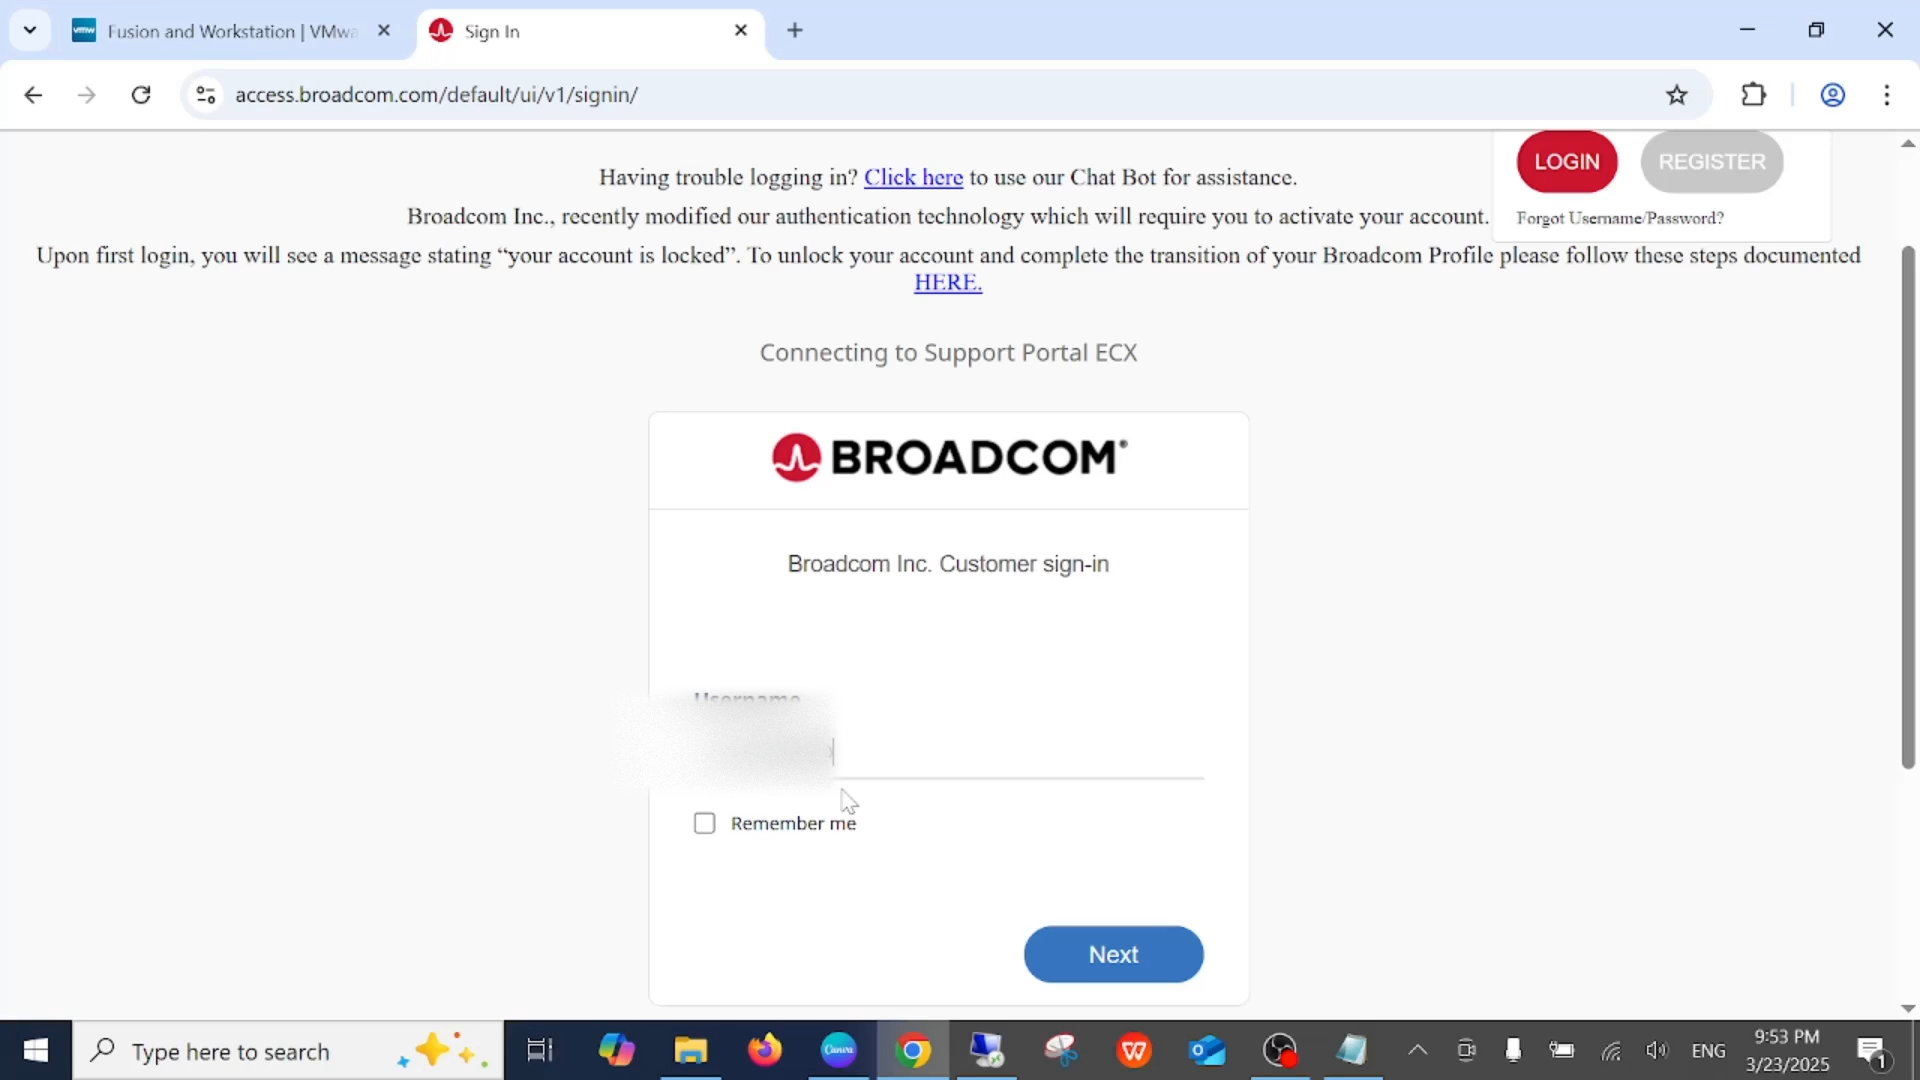 Fusion and Workstation | VMwa
Sign In
access.broadcom.com/default/ui/v1/signin/
LOGIN
REGISTER
Forgot Username/Password?
Having trouble logging in? Click here to use our Chat Bot for assistance.
Broadcom Inc., recently modified our authentication technology which will require you to activate your account.
Upon first login, you will see a message stating “your account is locked”. To unlock your account and complete the transition of your Broadcom Profile please follow these steps documented
HERE.
Connecting to Support Portal ECX
BROADCOM®
Broadcom Inc. Customer sign-in
Username
Remember me
Next
Type here to search
Canva
ENG
9:53 PM
3/23/2025
1